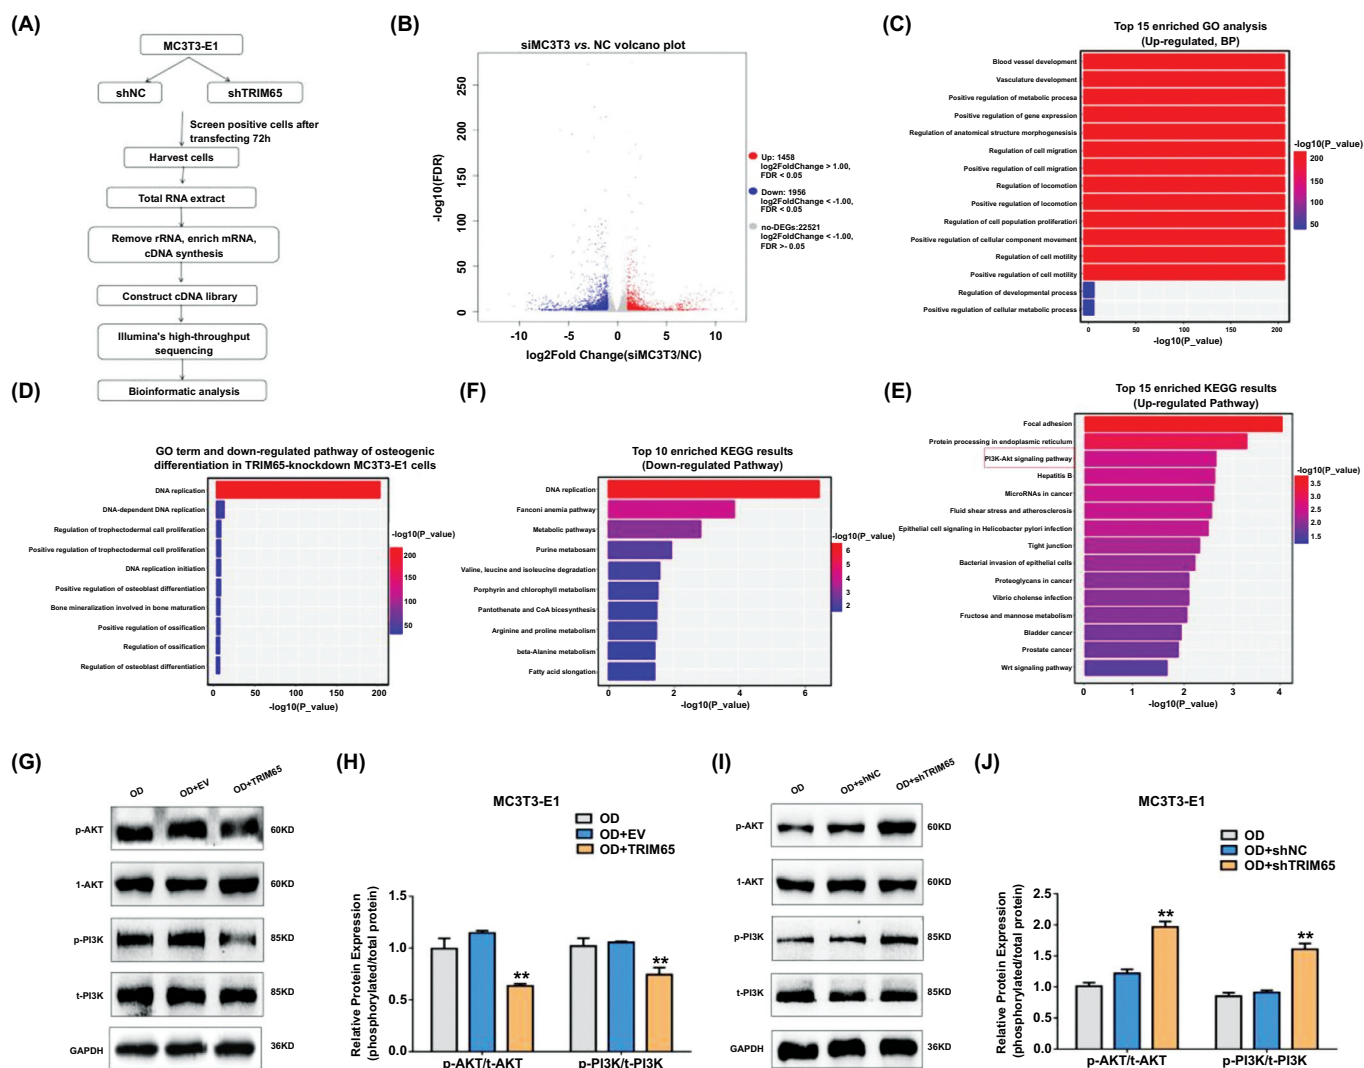 (A)
MC3T3-E1
shNC
shTRIM65
Screen positive cells after
transfecting 72h
Harvest cells
Total RNA extract
Remove rRNA, enrich mRNA,
cDNA synthesis
Construct cDNA library
Illumina's high-throughput
sequencing
Bioinformatic analysis
(B)
siMC3T3 vs. NC volcano plot
-log10(FDR)
250
200
150
100
50
0
-10
-5
0
5
10
log2Fold Change(siMC3T3/NC)
Up: 1458
log2FoldChange > 1.00,
FDR < 0.05
Down: 1956
log2FoldChange < -1.00,
FDR < 0.05
no-DEGs:22521
log2FoldChange < -1.00,
FDR >- 0.05
(C)
Top 15 enriched GO analysis
(Up-regulated, BP)
Blood vessel development
Vasculature development
Positive regulation of metabolic procesa
Positive regulation of gene expression
Regulation of anatomical structure morphogenesisis
Regulation of cell migration
Positive regulation of cell migration
Regulation of locomotion
Positive regulation of locomotion
Regulation of cell population proliferatiori
Positive regulation of cellular component movement
Regulation of cell motility
Positive regulation of cell motility
Regulation of developmental process
Positive regulation of cellular metabolic process
0
50
100
150
200
-log10(P_value)
-log10(P_value)
200
150
100
50
(D)
GO term and down-regulated pathway of osteogenic
differentiation in TRIM65-knockdown MC3T3-E1 cells
DNA replication
DNA-dependent DNA replication
Regulation of trophectodermal call proliferation
Positive regulation of trophectodermal cell proliferation
DNA replication initiation
Positive regulation of osteoblast differentiation
Bone mineralization involved in bone maturation
Positive regulation of ossification
Regulation of ossification
Regulation of osteoblast differentiation
0
50
100
150
200
-log10(P_value)
-log10(P_value)
200
150
100
50
(F)
Top 10 enriched KEGG results
(Down-regulated Pathway)
DNA replication
Fanconi anemia pathway
Metabolic pathways
Purine metabosam
Valine, leucine and isoleucine degradation
Porphyrin and chlorophyll metabolism
Pantothenate and CoA bicesynthesis
Arginine and proline metabolism
beta-Alanine metabolism
Fatty acid slongation
0
2
4
6
-log10(P_value)
-log10(P_value)
6
5
4
3
2
(E)
Top 15 enriched KEGG results
(Up-regulated Pathway)
Focal adhesion
Protein processing in endoplasmic reticulum
PI3K-Akt signaling pathway
Hepatitis B
MicroRNAs in cancer
Fluid shear stress and atherosclerosis
Epithelial cell signaling in Helicobacter pylori infection
Tight junction
Bacterial invasion of epithelial cells
Proteoglycans in cancer
Vibrio cholense infection
Fructose and mannose metabolism
Bladder cancer
Prostate cancer
Wrt signaling pathway
0
1
2
3
4
-log10(P_value)
-log10(P_value)
3.5
3.0
2.5
2.0
1.5
(G)
OD
OD+EV
OD+TRIM65
p-AKT
60KD
1-AKT
60KD
p-PI3K
85KD
t-PI3K
85KD
GAPDH
36KD
(H)
MC3T3-E1
OD
OD+EV
OD+TRIM65
Relative Protein Expression
(phosphorylated/total protein)
1.5
1.0
0.5
0.0
**
**
p-AKT/t-AKT
p-PI3K/t-PI3K
(I)
OD
OD+shNC
OD+shTRIM65
p-AKT
60KD
1-AKT
60KD
p-PI3K
85KD
t-PI3K
85KD
GAPDH
36KD
(J)
MC3T3-E1
OD
OD+shNC
OD+shTRIM65
Relative Protein Expression
(phosphorylated/total protein)
2.5
2.0
1.5
1.0
0.5
0.0
**
**
p-AKT/t-AKT
p-PI3K/t-PI3K